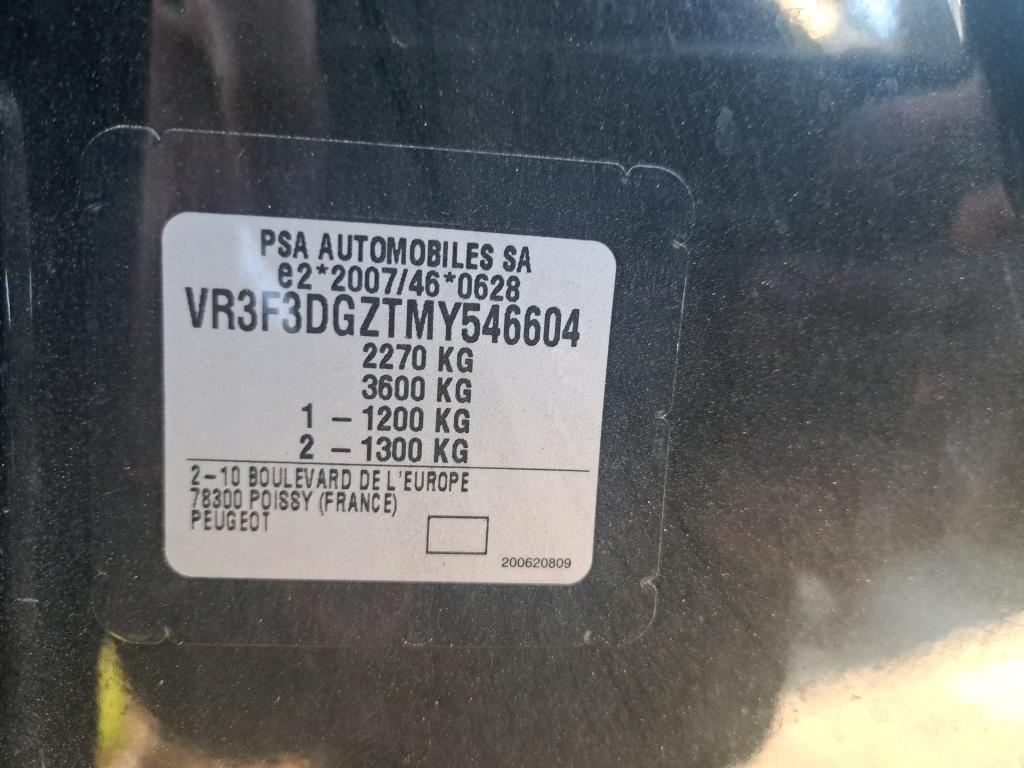 PSA AUTOMOBILES SA
e2*2007/46*0628
VR3F3DGZTMY546604
2270 KG
3600 KG
1 – 1200 KG
2 – 1300 KG
2–10 BOULEVARD DE L'EUROPE
78300 POISSY (FRANCE)
PEUGEOT
200620809